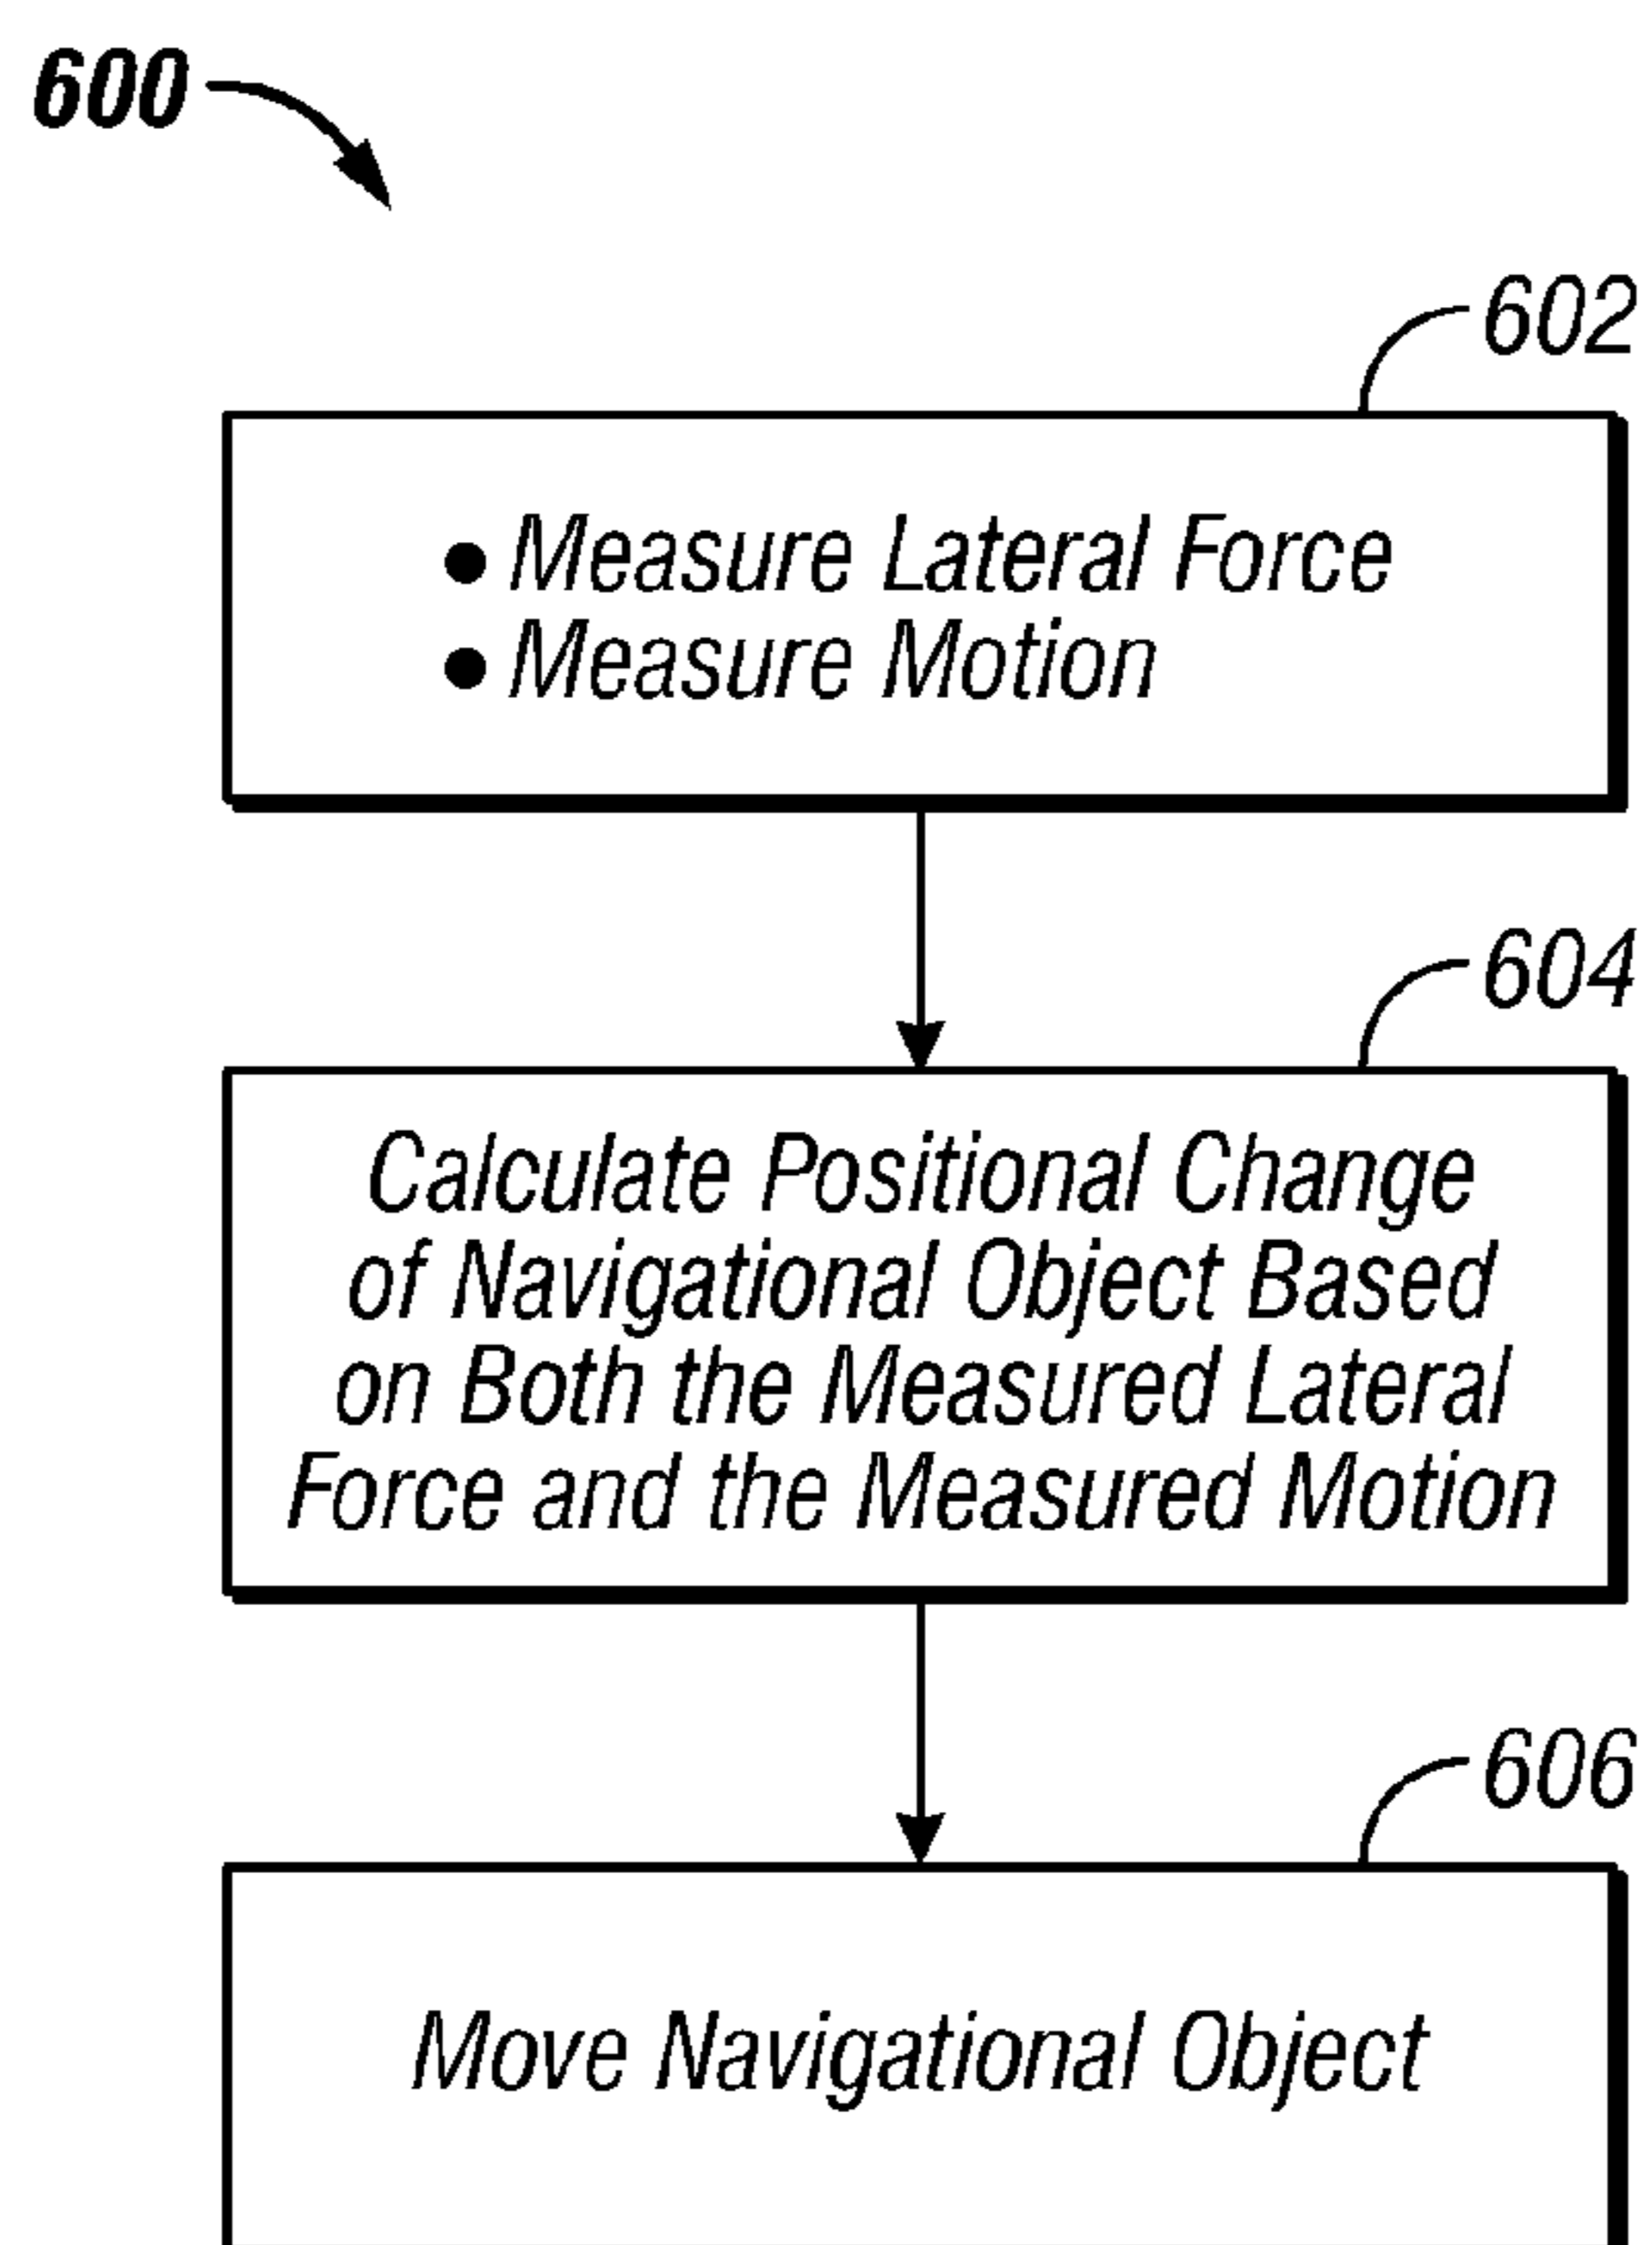 600
602
• Measure Lateral Force
• Measure Motion
604
Calculate Positional Change
of Navigational Object Based
on Both the Measured Lateral
Force and the Measured Motion
606
Move Navigational Object